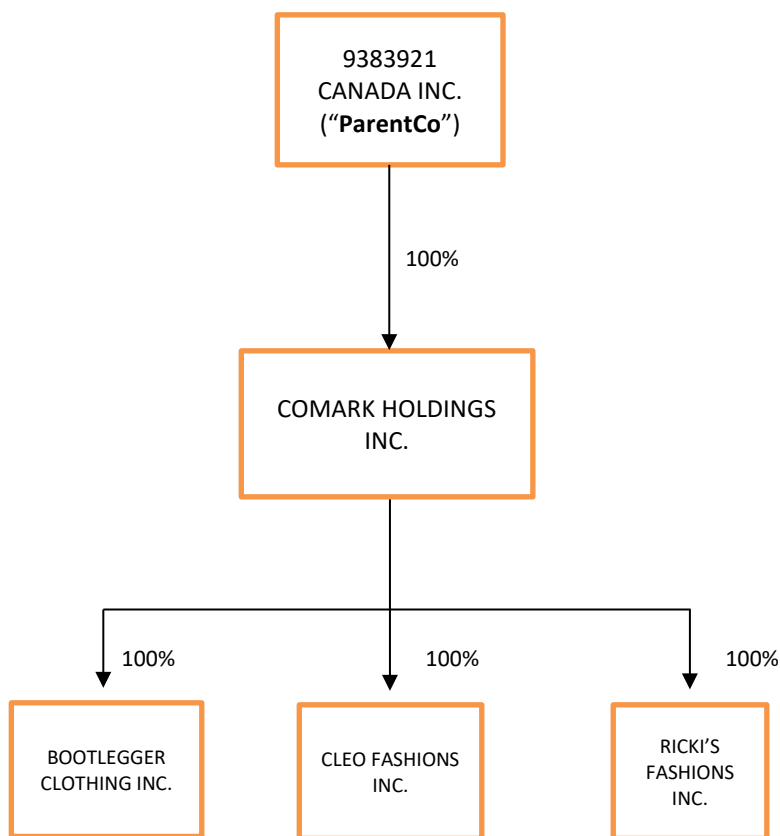 9383921
CANADA INC.
(“ParentCo”)
100%
COMARK HOLDINGS
INC.
100%
100%
100%
BOOTLEGGER
CLOTHING INC.
CLEO FASHIONS
INC.
RICKI’S
FASHIONS
INC.